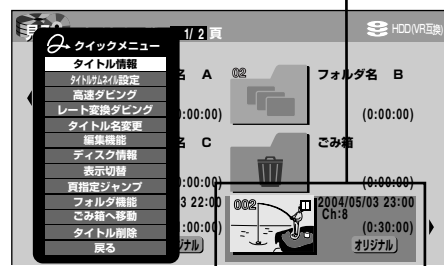 1/ 2 頁
HDD(VR互換)
クイックメニュー
タイトル情報
タイトルサムネイル設定
高速ダビング
レート変換ダビング
タイトル名変更
編集機能
ディスク情報
表示切替
頁指定ジャンプ
フォルダ機能
ごみ箱へ移動
タイトル削除
戻る
名 A
:00:00)
02
フォルダ名 B
(0:00:00)
名 C
:00:00)
ごみ箱
(0:00:00)
03 22:00
:00:00)
ジナル
002
2004/05/03 23:00
Ch:8
(0:30:00)
オリジナル